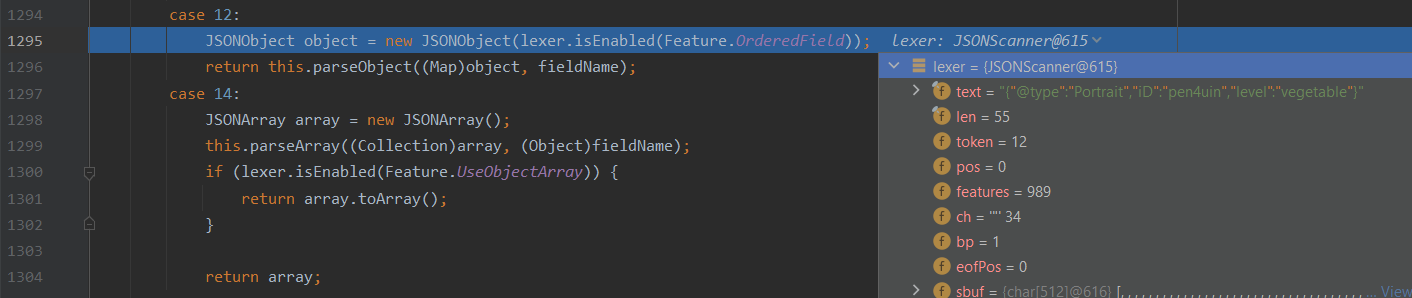 1294 case 12:
1295 JSONObject object = new JSONObject(lexer.isEnabled(Feature.OrderedField)); lexer: JSONScanner@615
1296 return this.parseObject((Map)object, fieldName);
1297 case 14:
1298 JSONArray array = new JSONArray();
1299 this.parseArray((Collection)array, (Object)fieldName);
1300 if (lexer.isEnabled(Feature.UseObjectArray)) {
1301 return array.toArray();
1302 }
1303
1304 return array;
lexer = {JSONScanner@615}
f text = "{"@type":"Portrait","iD":"pen4uin","level":"vegetable"}"
f len = 55
f token = 12
f pos = 0
f features = 989
f ch = '"' 34
f bp = 1
f eofPos = 0
f sbuf = {char[512]@616} [,,,,,,,,,,,,,,,,,,,,,,,,,,,,,,,,,,,,,,,, ... View